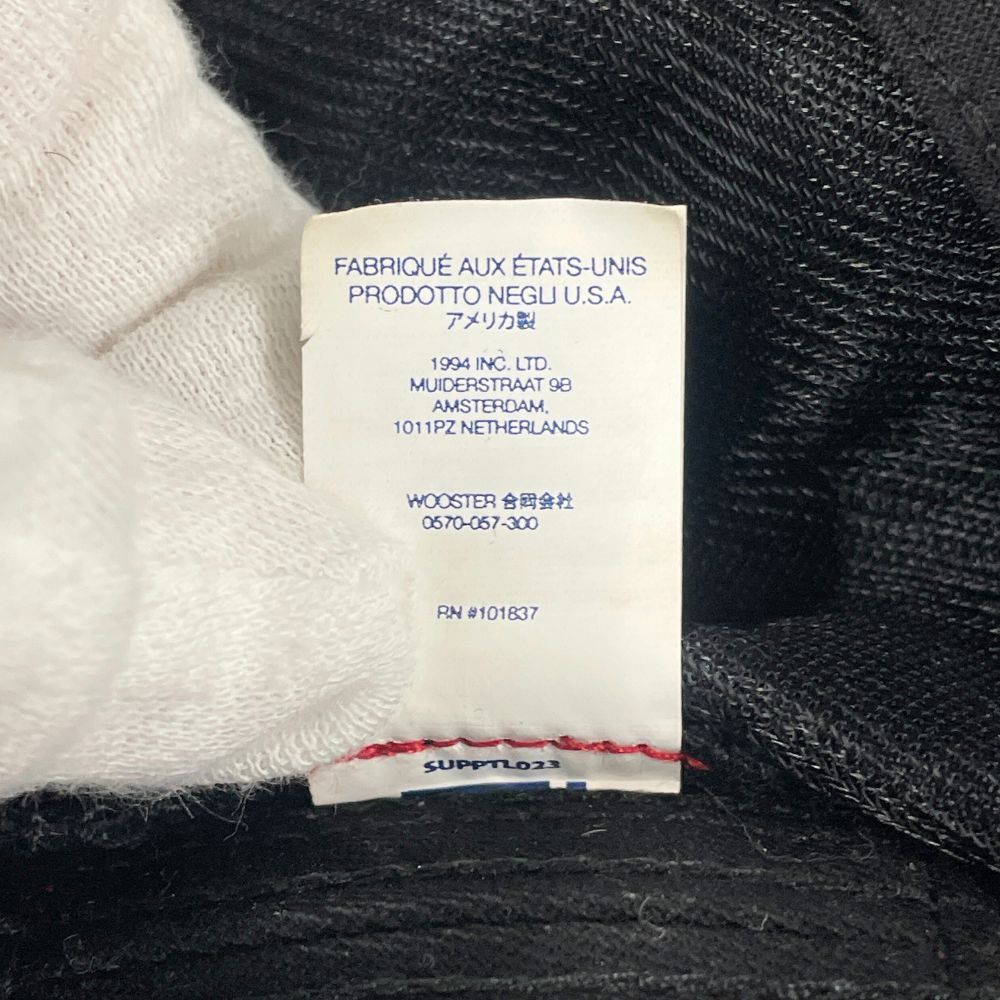 FABRIQUÉ AUX ÉTATS-UNIS
PRODOTTO NEGLI U.S.A.
アメリカ製
1994 INC. LTD.
MUIDERSTRAAT 9B
AMSTERDAM,
1011PZ NETHERLANDS
WOOSTER 合同会社
0570-057-300
RN #101837
SUPPTL023